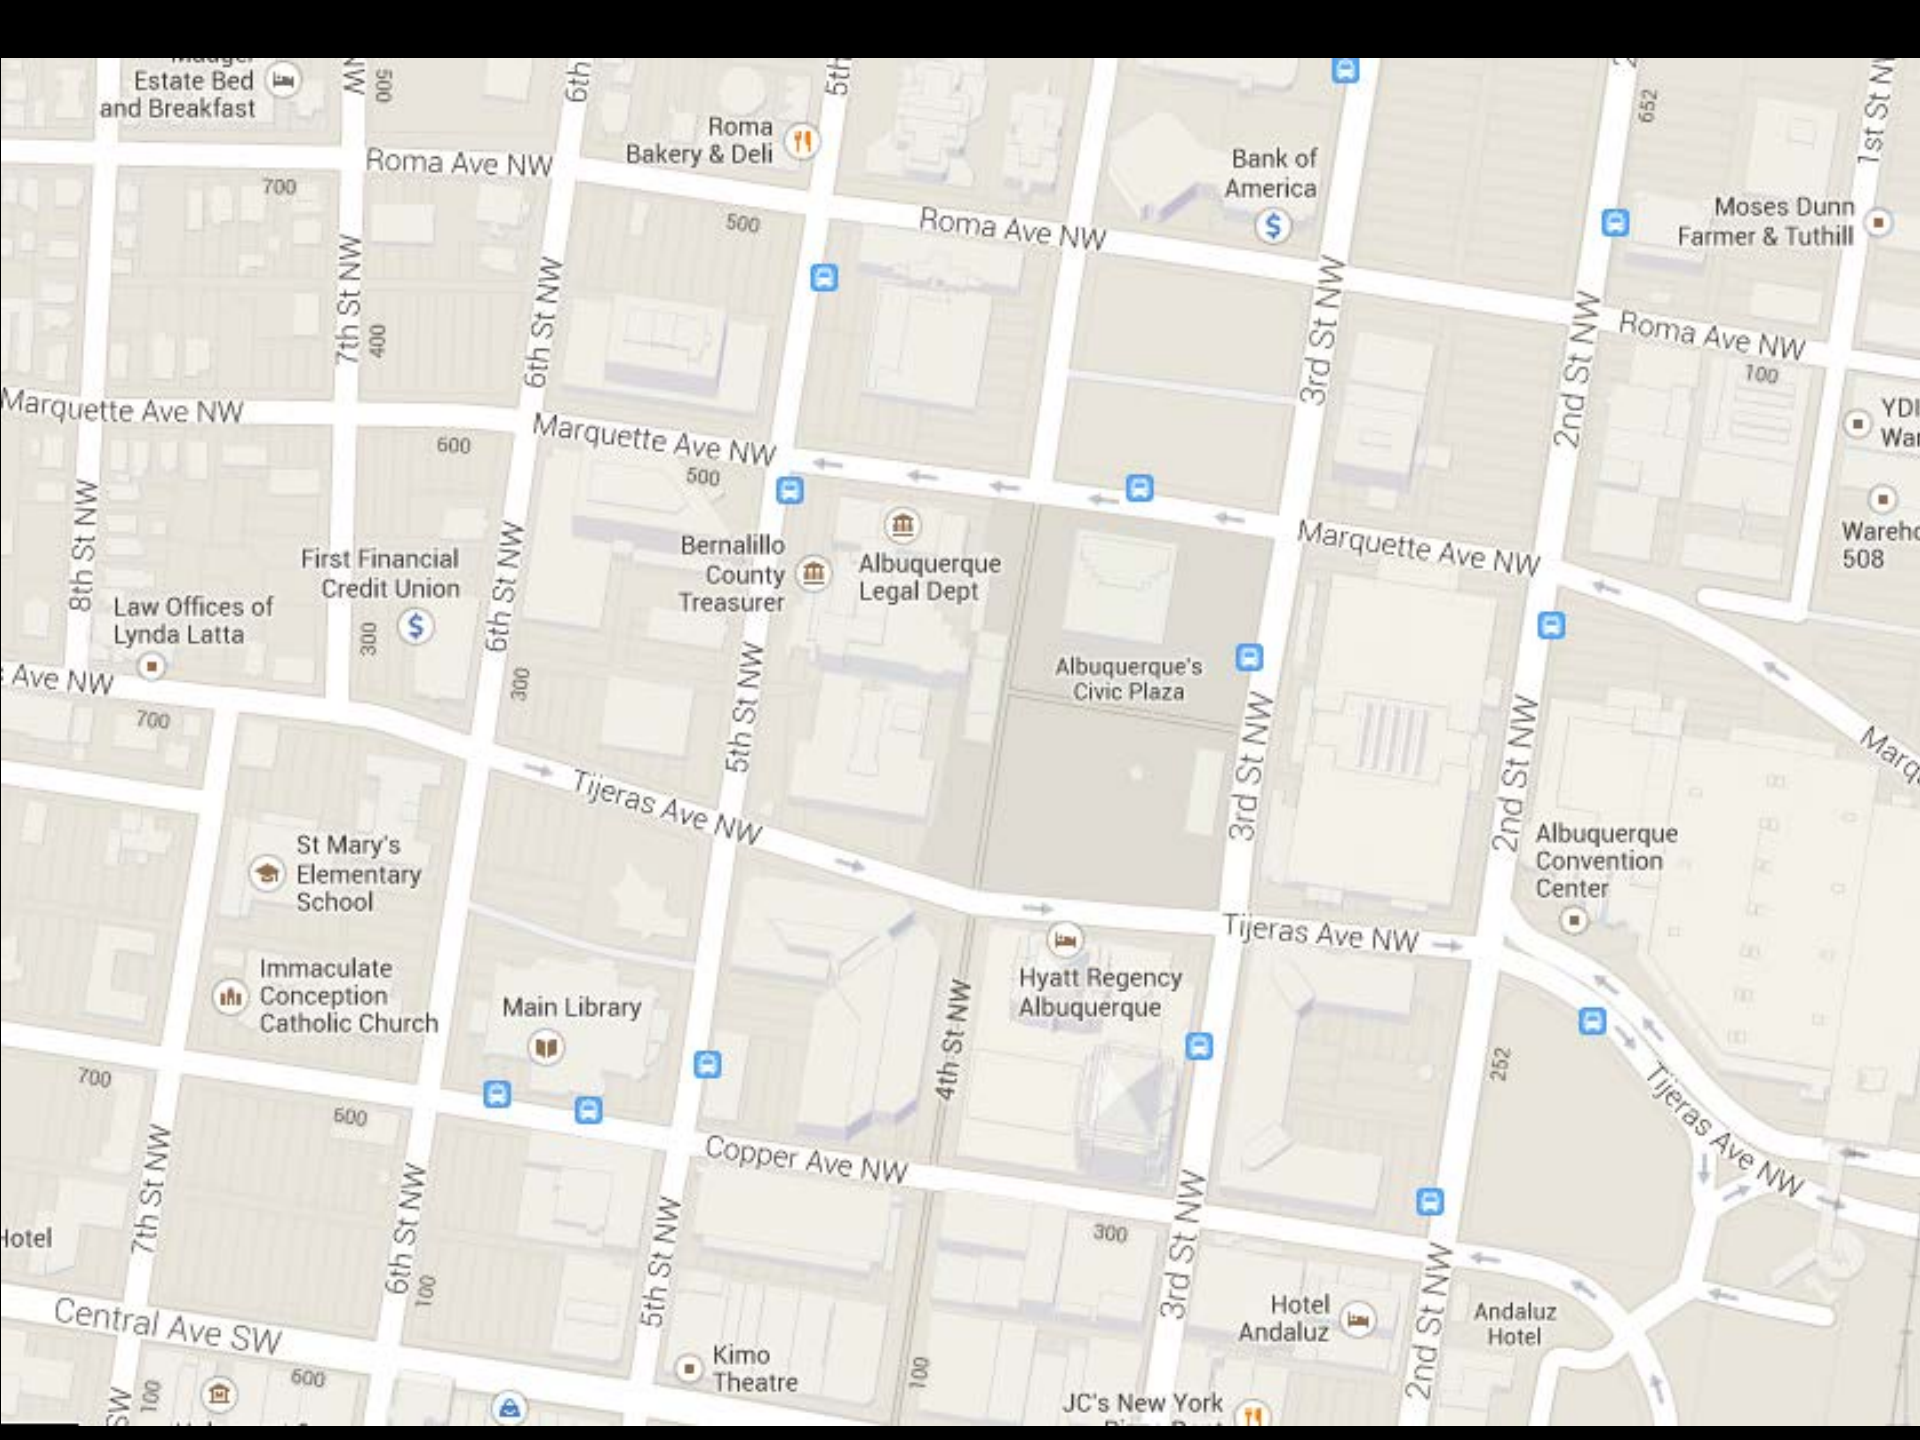 Estate Bed
and Breakfast
500
6th
5th
652
1st St
Roma
Bakery & Deli
Bank of
America
Moses Dunn
Farmer & Tuthill
Roma Ave NW
700
500
Roma Ave NW
Roma Ave NW
100
7th St NW
400
6th St NW
3rd St NW
2nd St NW
Marquette Ave NW
600
Marquette Ave NW
500
Marquette Ave NW
YDI
508
8th St NW
First Financial
Credit Union
Law Offices of
Lynda Latta
300
6th St NW
300
Bernalillo
County
Treasurer
Albuquerque
Legal Dept
Albuquerque's
Civic Plaza
Ave NW
700
5th St NW
3rd St NW
2nd St NW
Tijeras Ave NW
Albuquerque
Convention
Center
St Mary's
Elementary
School
Tijeras Ave NW
Hyatt Regency
Albuquerque
Immaculate
Conception
Catholic Church
Main Library
4th St NW
252
Tijeras Ave NW
700
600
Copper Ave NW
300
7th St NW
6th St NW
100
5th St NW
3rd St NW
2nd St NW
Hotel
Central Ave SW
600
100
SW
Kimo
Theatre
100
Hotel
Andaluz
Andaluz
Hotel
JC's New York